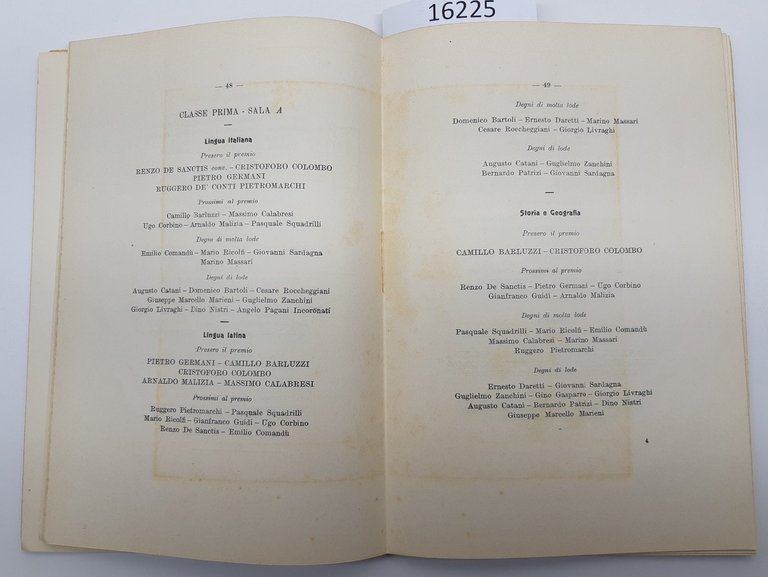 16225
— 48 —
CLASSE PRIMA - SALA A
Lingua Italiana
Presero il premio
RENZO DE SANCTIS conv. – CRISTOFORO COLOMBO
PIETRO GERMANI
RUGGERO DE' CONTI PIETROMARCHI
Prossimi al premio
Camillo Barluzzi – Massimo Calabresi
Ugo Corbino – Arnaldo Malizia – Pasquale Squadrilli
Degni di molta lode
Emilio Comandù – Mario Ricolfi – Giovanni Sardagna
Marino Massari
Degni di lode
Augusto Catani – Domenico Bartoli – Cesare Roccheggiani
Giuseppe Marcello Marieni – Guglielmo Zanchini
Giorgio Livraghi – Dino Nistri – Angelo Pagani Incoronati
Lingua latina
Presero il premio
PIETRO GERMANI – CAMILLO BARLUZZI
CRISTOFORO COLOMBO
ARNALDO MALIZIA – MASSIMO CALABRESI
Prossimi al premio
Ruggero Pietromarchi – Pasquale Squadrilli
Mario Ricolfi – Gianfranco Guidi – Ugo Corbino
Renzo De Sanctis – Emilio Comandù
— 49 —
Degni di molta lode
Domenico Bartoli – Ernesto Daretti – Marino Massari
Cesare Roccheggiani – Giorgio Livraghi
Degni di lode
Augusto Catani – Guglielmo Zanchini
Bernardo Patrizi – Giovanni Sardagna
Storia e Geografia
Presero il premio
CAMILLO BARLUZZI – CRISTOFORO COLOMBO
Prossimi al premio
Renzo De Sanctis – Pietro Germani – Ugo Corbino
Gianfranco Guidi – Arnaldo Malizia
Degni di molta lode
Pasquale Squadrilli – Mario Ricolfi – Emilio Comandù
Massimo Calabresi – Marino Massari
Ruggero Pietromarchi
Degni di lode
Ernesto Daretti – Giovanni Sardagna
Guglielmo Zanchini – Gino Gasparro – Giorgio Livraghi
Augusto Catani – Bernardo Patrizi – Dino Nistri
Giuseppe Marcello Marieni
4